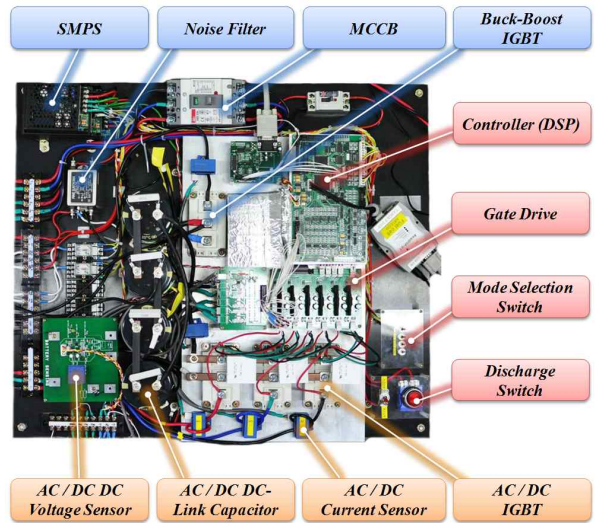 SMPS
Noise Filter
MCCB
Buck-Boost
IGBT
Controller (DSP)
Gate Drive
Mode Selection
Switch
Discharge
Switch
AC / DC DC
Voltage Sensor
AC / DC DC-
Link Capacitor
AC / DC
Current Sensor
AC / DC
IGBT